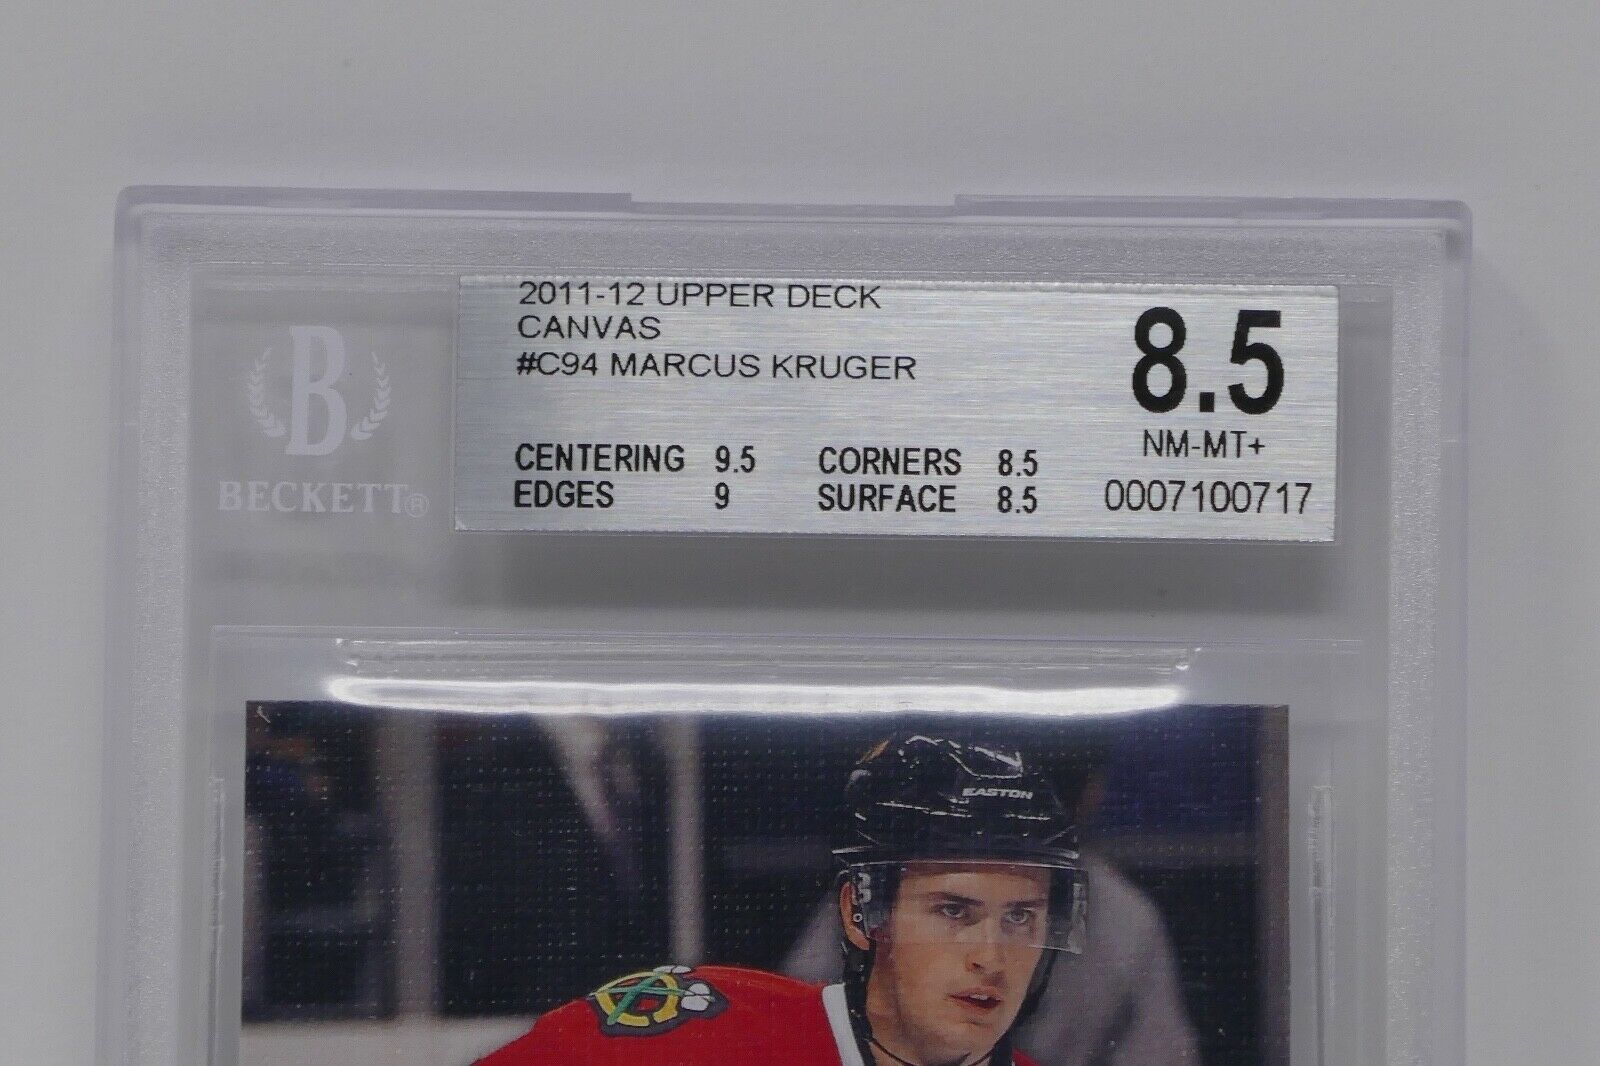 2011-12 UPPER DECK
CANVAS
#C94 MARCUS KRUGER
8.5
NM-MT+
CENTERING 9.5 CORNERS 8.5
EDGES 9 SURFACE 8.5
0007100717
B
BECKETT®
EASTON